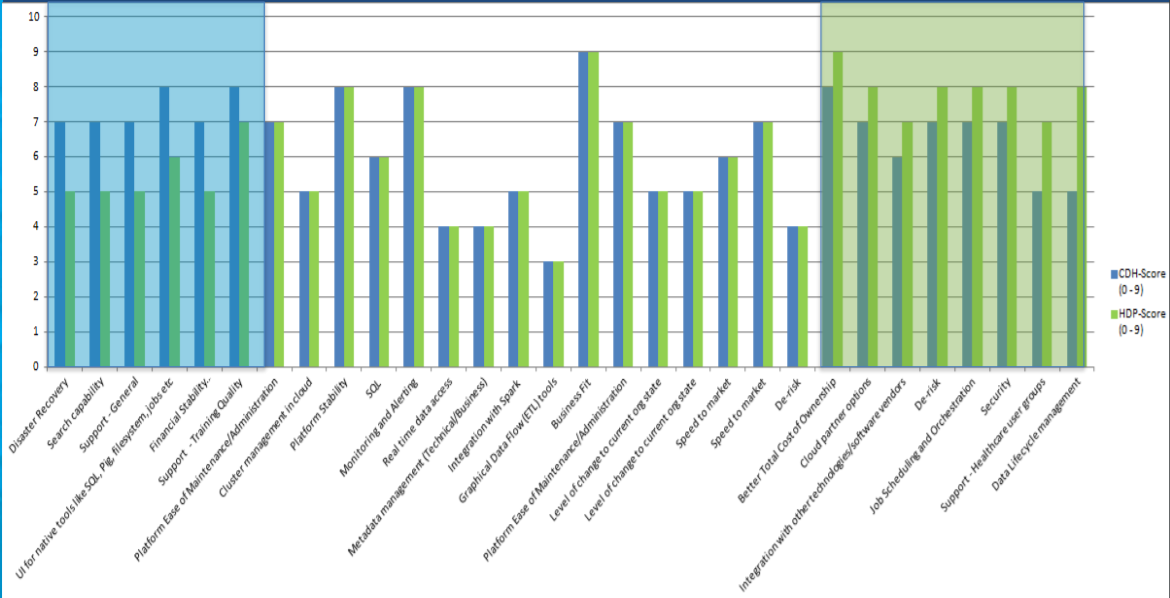 10
9
8
7
6
5
4
3
2
1
0
Disaster Recovery
Search capability
Support - General
UI for native tools like SQL, Pig, filesystem, jobs etc
Financial Stability..
Support - Training Quality
Platform Ease of Maintenance/Administration
Cluster management in cloud
Platform Stability
SQL
Monitoring and Alerting
Real time data access
Metadata management (Technical/Business)
Integration with Spark
Graphical Data Flow (ETL) tools
Business Fit
Platform Ease of Maintenance/Administration
Level of change to current org state
Level of change to current org state
Speed to market
Speed to market
De-risk
Better Total Cost of Ownership
Cloud partner options
Integration with other technologies/software vendors
De-risk
Job Scheduling and Orchestration
Security
Support - Healthcare user groups
Data Lifecycle management
CDH-Score
(0 - 9)
HDP-Score
(0 - 9)